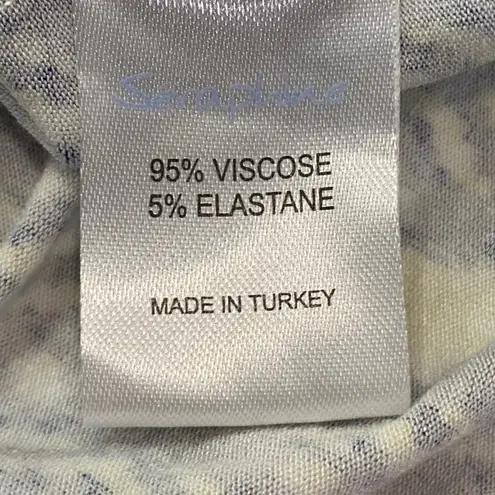 Seraphine
95% VISCOSE
5% ELASTANE
MADE IN TURKEY